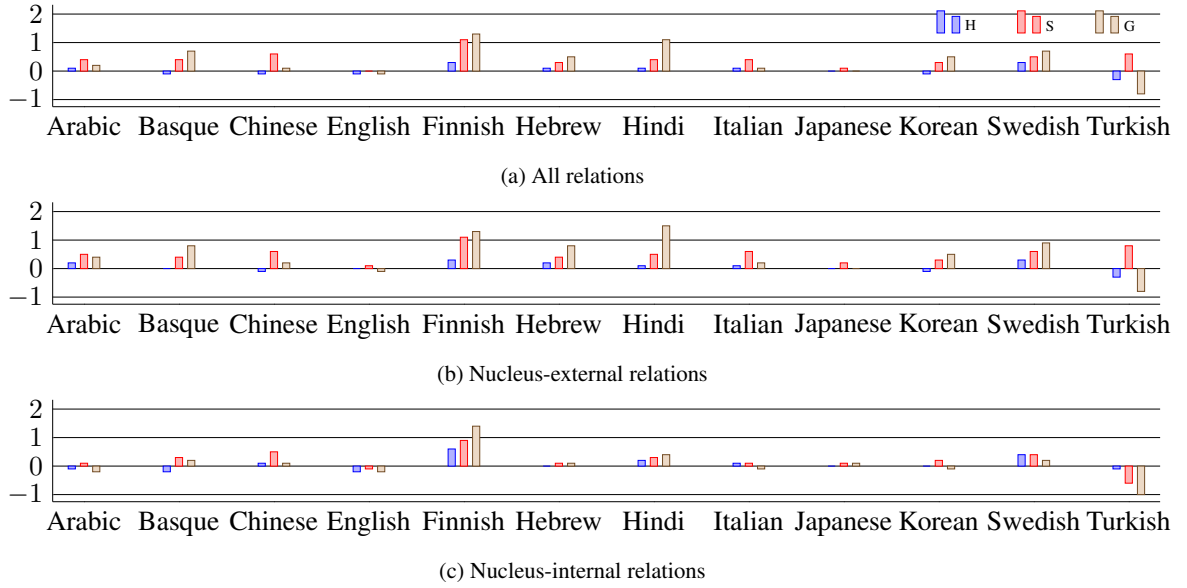 2
H S G
1
0
−1
Arabic Basque Chinese English Finnish Hebrew Hindi Italian Japanese Korean Swedish Turkish
(a) All relations
2
1
0
−1
Arabic Basque Chinese English Finnish Hebrew Hindi Italian Japanese Korean Swedish Turkish
(b) Nucleus-external relations
2
1
0
−1
Arabic Basque Chinese English Finnish Hebrew Hindi Italian Japanese Korean Swedish Turkish
(c) Nucleus-internal relations